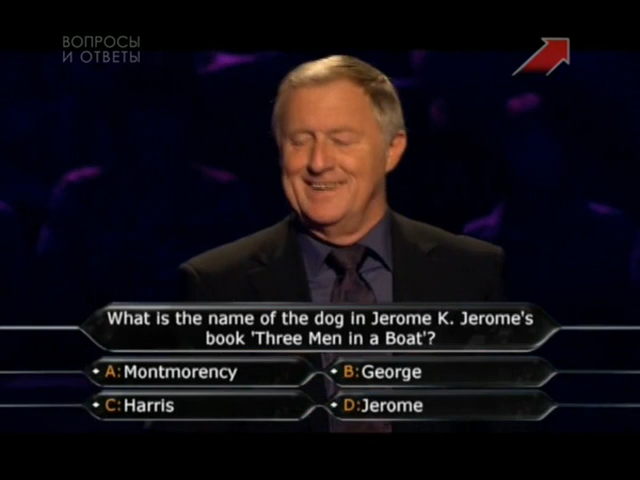 ВОПРОСЫ
И ОТВЕТЫ
What is the name of the dog in Jerome K. Jerome's
book 'Three Men in a Boat'?
A: Montmorency
B: George
C: Harris
D: Jerome